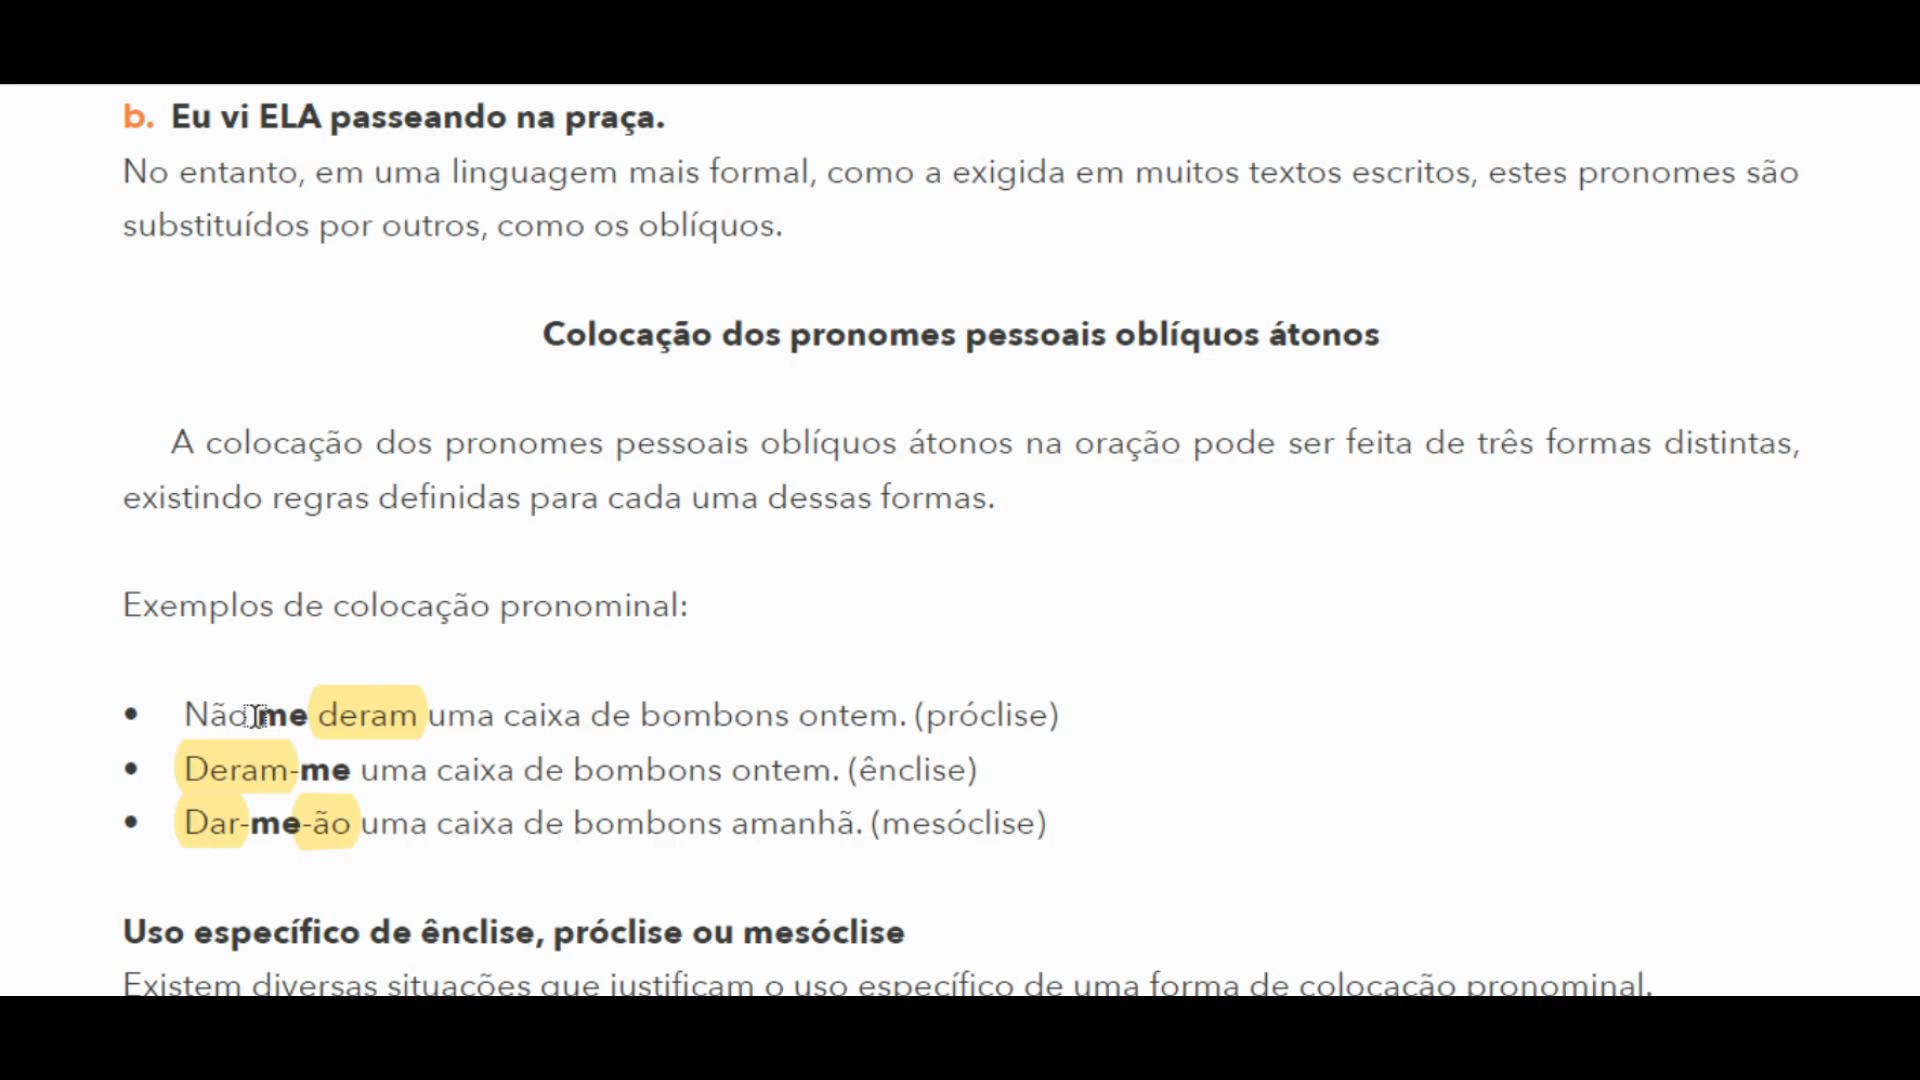 b. Eu vi ELA passeando na praça.
No entanto, em uma linguagem mais formal, como a exigida em muitos textos escritos, estes pronomes são
substituídos por outros, como os oblíquos.
Colocação dos pronomes pessoais oblíquos átonos
A colocação dos pronomes pessoais oblíquos átonos na oração pode ser feita de três formas distintas,
existindo regras definidas para cada uma dessas formas.
Exemplos de colocação pronominal:
• Não me deram uma caixa de bombons ontem. (próclise)
• Deram-me uma caixa de bombons ontem. (ênclise)
• Dar-me-ão uma caixa de bombons amanhã. (mesóclise)
Uso específico de ênclise, próclise ou mesóclise
Existem diversas situações que justificam o uso específico de uma forma de colocação pronominal.